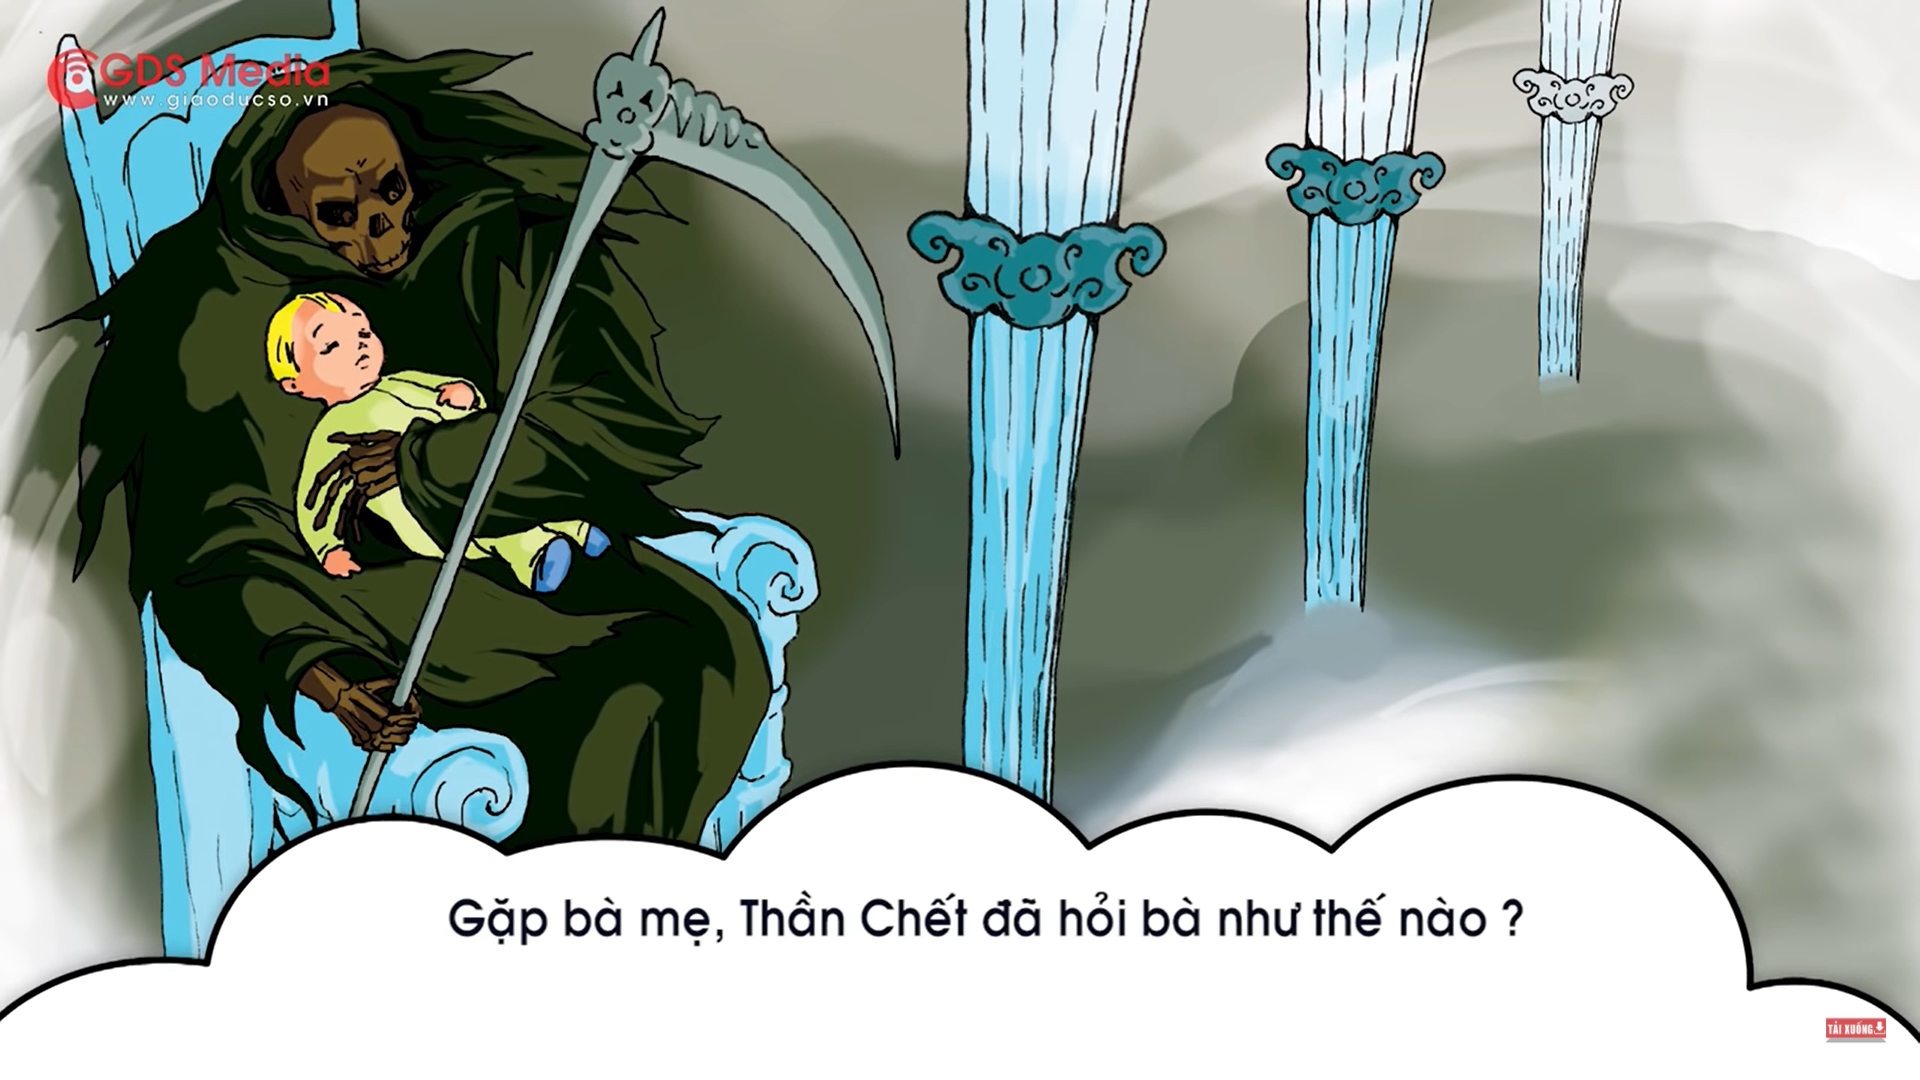 GDS Media
www.giaoducso.vn
Gặp bà mẹ, Thần Chết đã hỏi bà như thế nào ?
TẢI XUỐNG